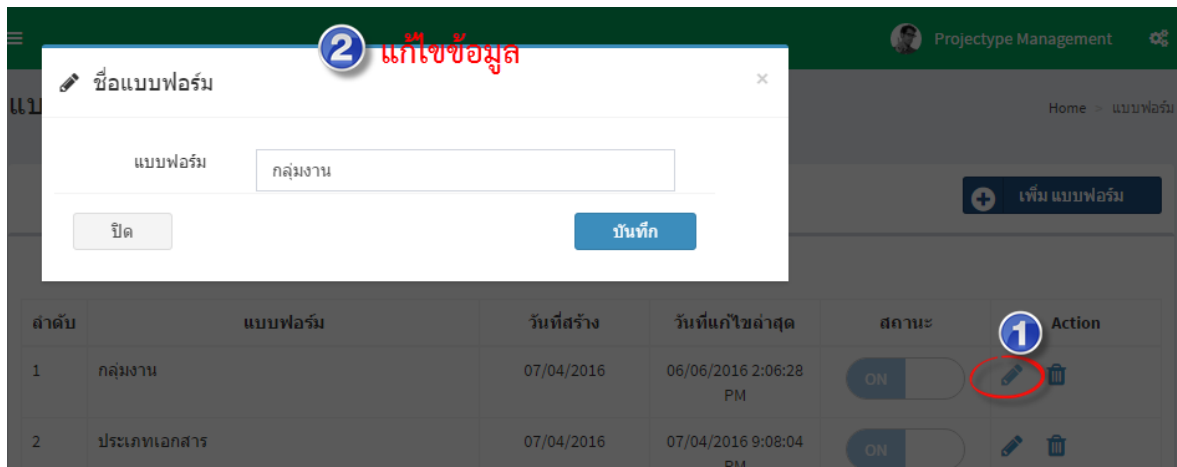 2 แก้ไขข้อมูล
Projectype Management
ชื่อแบบฟอร์ม
×
แบ
Home > แบบฟอร์ม
แบบฟอร์ม
กลุ่มงาน
เพิ่ม แบบฟอร์ม
ปิด
บันทึก
ลำดับ แบบฟอร์ม วันที่สร้าง วันที่แก้ไขล่าสุด สถานะ 1 Action
1 กลุ่มงาน 07/04/2016 06/06/2016 2:06:28
PM
ON
2 ประเภทเอกสาร 07/04/2016 07/04/2016 9:08:04
PM
ON